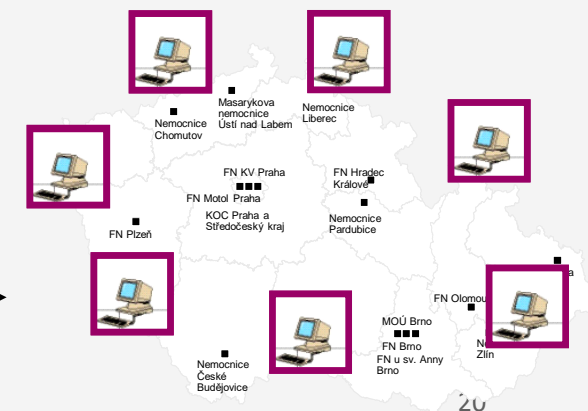 Masarykova
nemocnice
Ústí nad Labem
Nemocnice
Chomutov
Nemocnice
Liberec
FN KV Praha
FN Motol Praha
KOC Praha a
Středočeský kraj
FN Hradec
Králové
Nemocnice
Pardubice
FN Plzeň
MOÚ Brno
FN Brno
FN u sv. Anny
Brno
FN
Zlín
Nemocnice
České
Budějovice
20